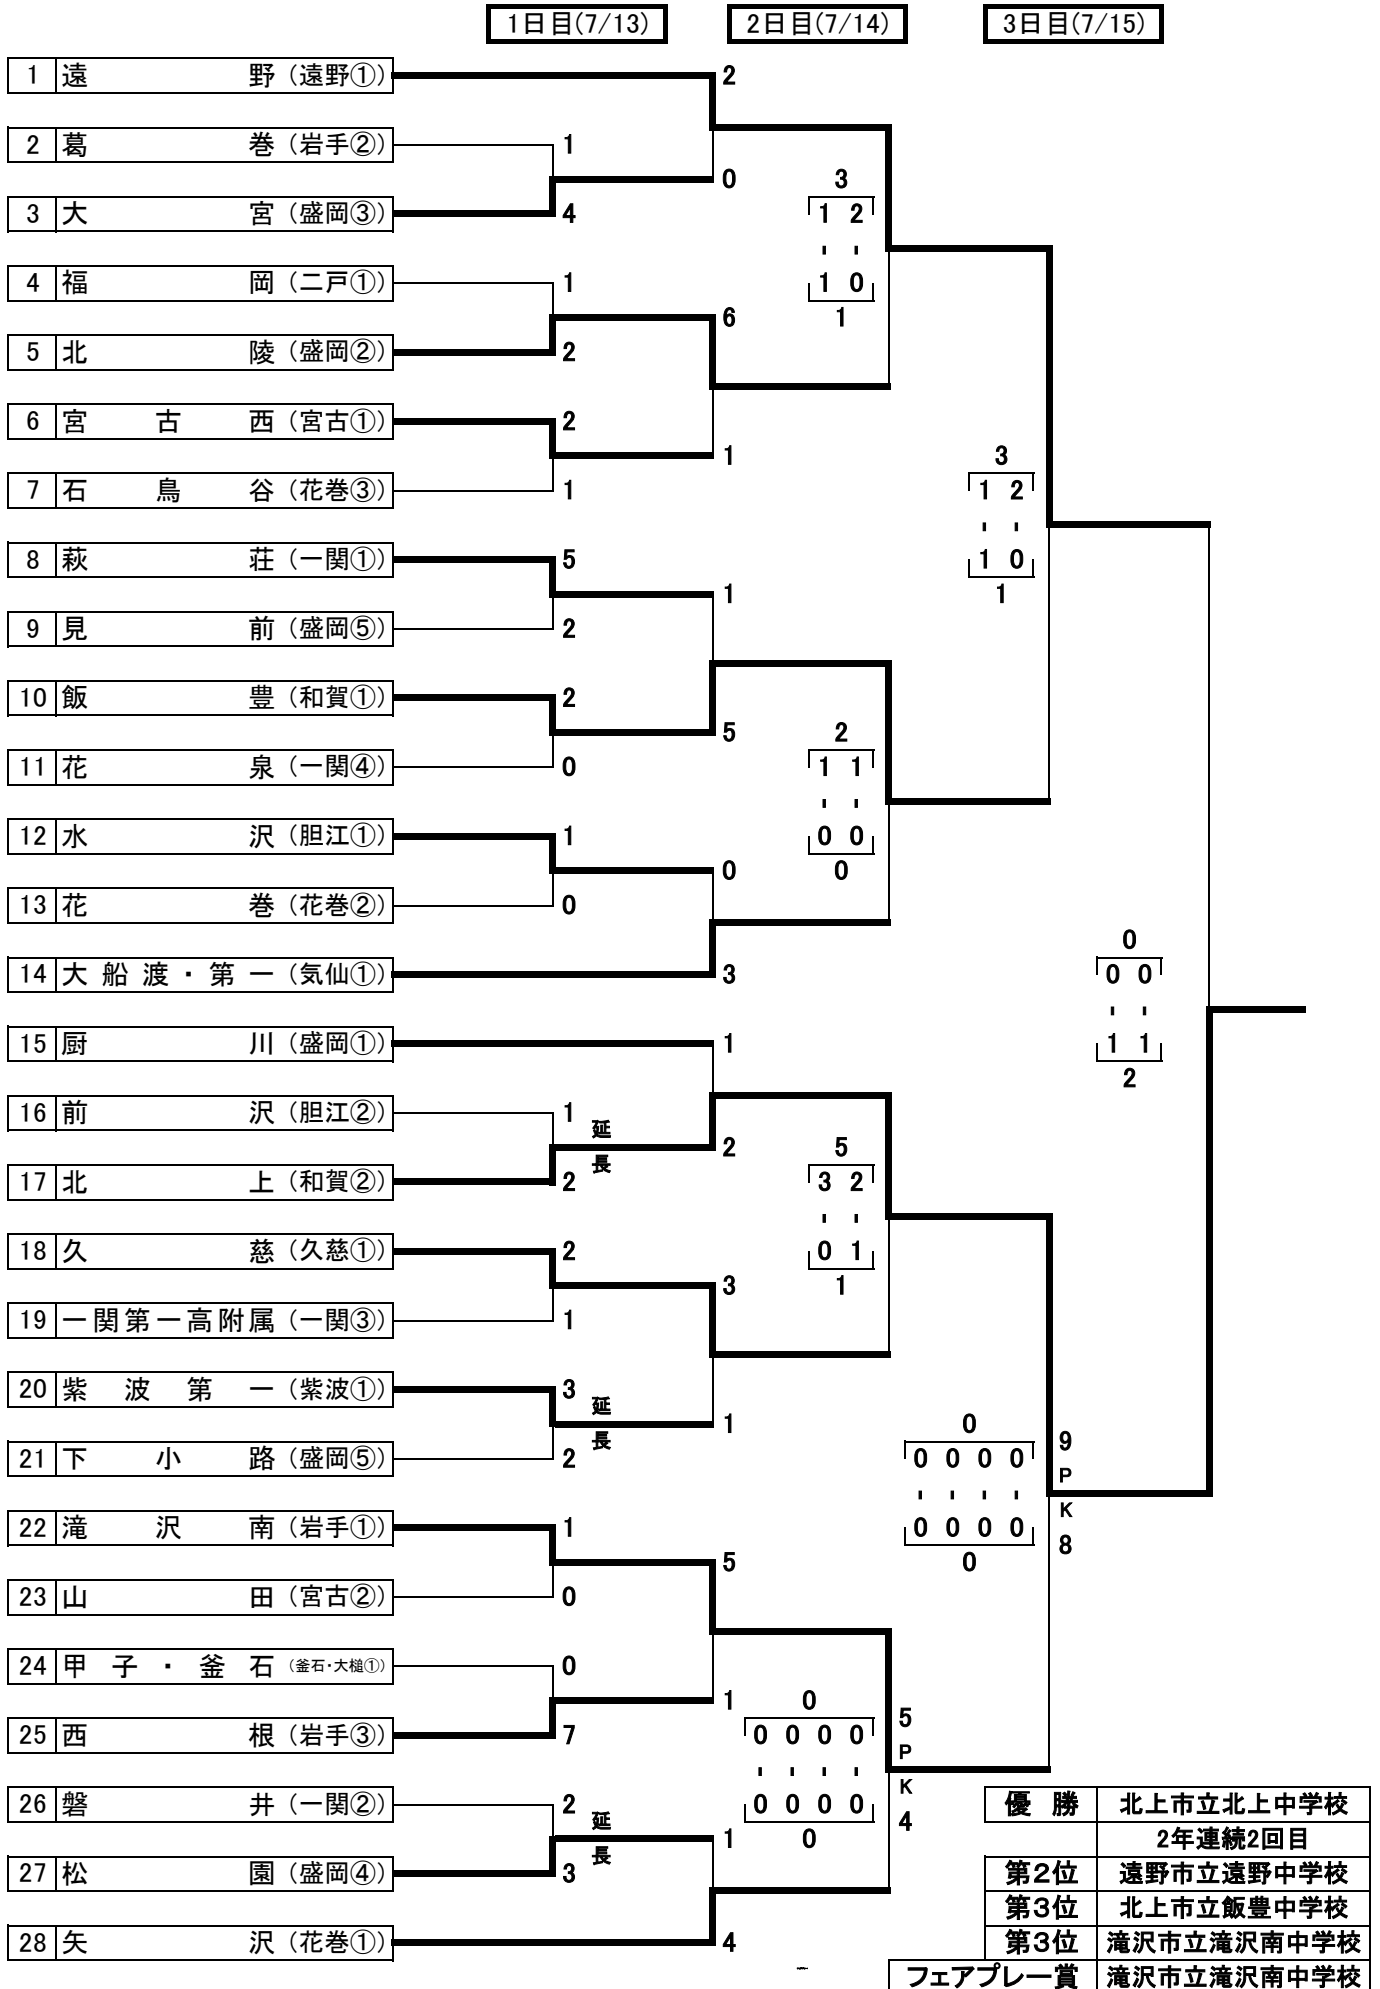 1日目(7/13) 2日目(7/14) 3日目(7/15)
1 遠野 (遠野①) 2
2 葛巻 (岩手②) 1
0 3
3 大宮 (盛岡③) 4 1 2
- -
4 福岡 (二戸①) 1 1 0
6 1
5 北陵 (盛岡②) 2
6 宮古西 (宮古①) 2
1 3
7 石鳥谷 (花巻③) 1 1 2
- -
8 萩荘 (一関①) 5 1 0
1 1
9 見前 (盛岡⑤) 2
10 飯豊 (和賀①) 2
5 2
11 花泉 (一関④) 0 1 1
- -
12 水沢 (胆江①) 1 0 0
0 0
13 花巻 (花巻②) 0
0
14 大船渡・第一 (気仙①) 3 0 0
- -
15 厨川 (盛岡①) 1 1 1
2
16 前沢 (胆江②) 1
延長 2 5
17 北上 (和賀②) 2 3 2
- -
18 久慈 (久慈①) 2 0 1
3 1
19 一関第一高附属 (一関③) 1
20 紫波第一 (紫波①) 3
延長 1 0 9
21 下小路 (盛岡⑤) 2 0 0 0 0 P
- - - - K
22 滝沢南 (岩手①) 1 0 0 0 0 8
5 0
23 山田 (宮古②) 0
24 甲子・釜石 (釜石・大槌①) 0
1 0 5
25 西根 (岩手③) 7 0 0 0 0 P
- - - - K
26 磐井 (一関②) 2 0 0 0 0 4
延長 1 0
27 松園 (盛岡④) 3
28 矢沢 (花巻①) 4
優勝 北上市立北上中学校
2年連続2回目
第2位 遠野市立遠野中学校
第3位 北上市立飯豊中学校
第3位 滝沢市立滝沢南中学校
フェアプレー賞 滝沢市立滝沢南中学校